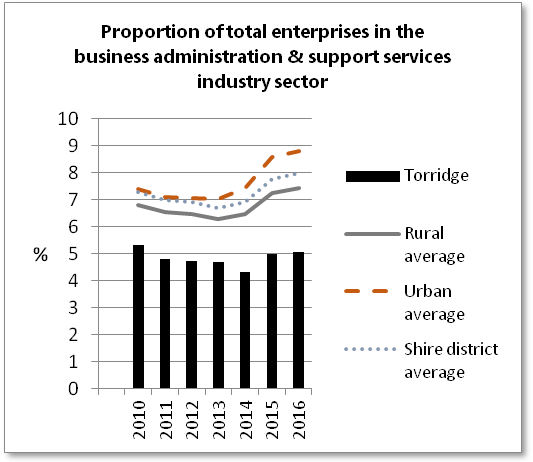 Proportion of total enterprises in the
business administration & support services
industry sector
10
9
8
7
6
5
4
3
2
1
0
%
2010
2011
2012
2013
2014
2015
2016
Torridge
Rural
average
Urban
average
Shire district
average